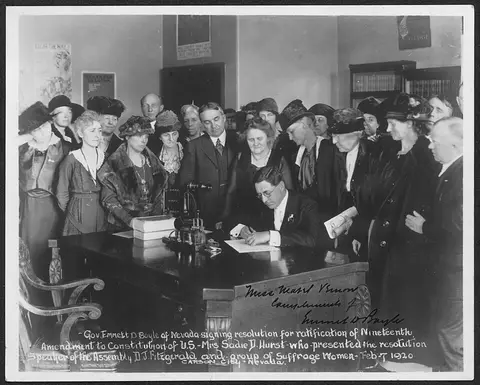 Miss Mabel Vernon
Compliments of
Emmet D Boyle
- Gov. Emmett D Boyle of Nevada signing resolution for ratification of Nineteenth
Amendment to Constitution of U.S. - Mrs Sadie D. Hurst - who presented the resolution
Speaker of the Assembly, D.J. Fitzgerald and group of Suffrage Women - Feb 7 1920
Carson City - Nevada.